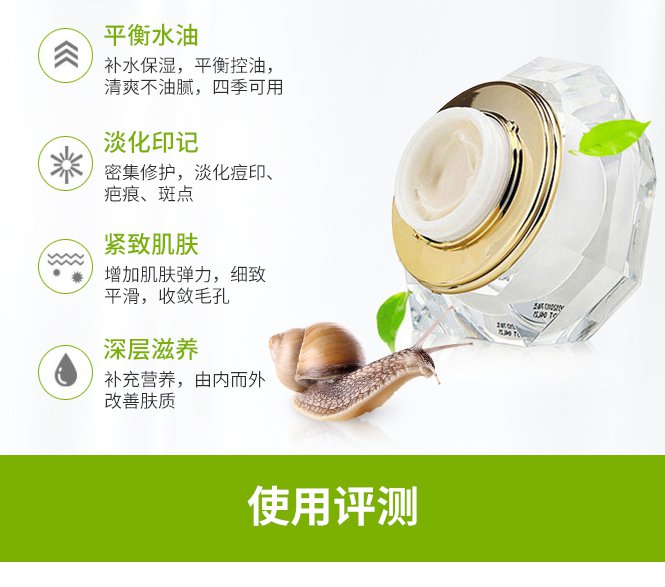 平衡水油
补水保湿，平衡控油，
清爽不油腻，四季可用
淡化印记
密集修护，淡化痘印、
疤痕、斑点
紧致肌肤
增加肌肤弹力，细致
平滑，收敛毛孔
深层滋养
补充营养，由内而外
改善肤质
使用评测